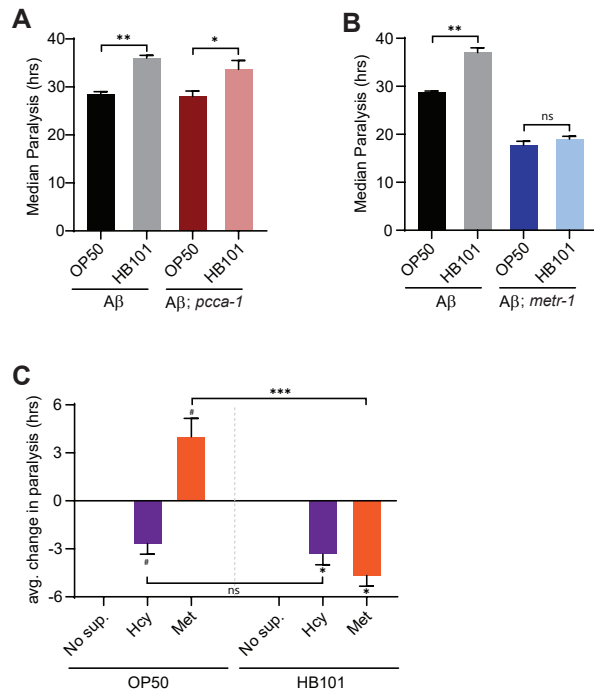 A
Median Paralysis (hrs)
40
30
20
10
0
**
*
OP50
HB101
OP50
HB101
Aβ
Aβ; pcca-1
B
Median Paralysis (hrs)
40
30
20
10
0
**
ns
OP50
HB101
OP50
HB101
Aβ
Aβ; metr-1
C
avg. change in paralysis (hrs)
6
3
0
-3
-6
***
#
#
ns
*
*
No sup.
Hcy
Met
No sup.
Hcy
Met
OP50
HB101